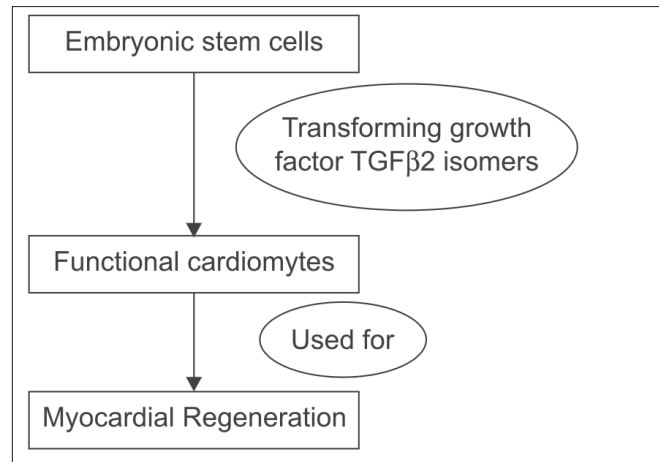 Embryonic stem cells
Transforming growth
factor TGFβ2 isomers
Functional cardiomytes
Used for
Myocardial Regeneration